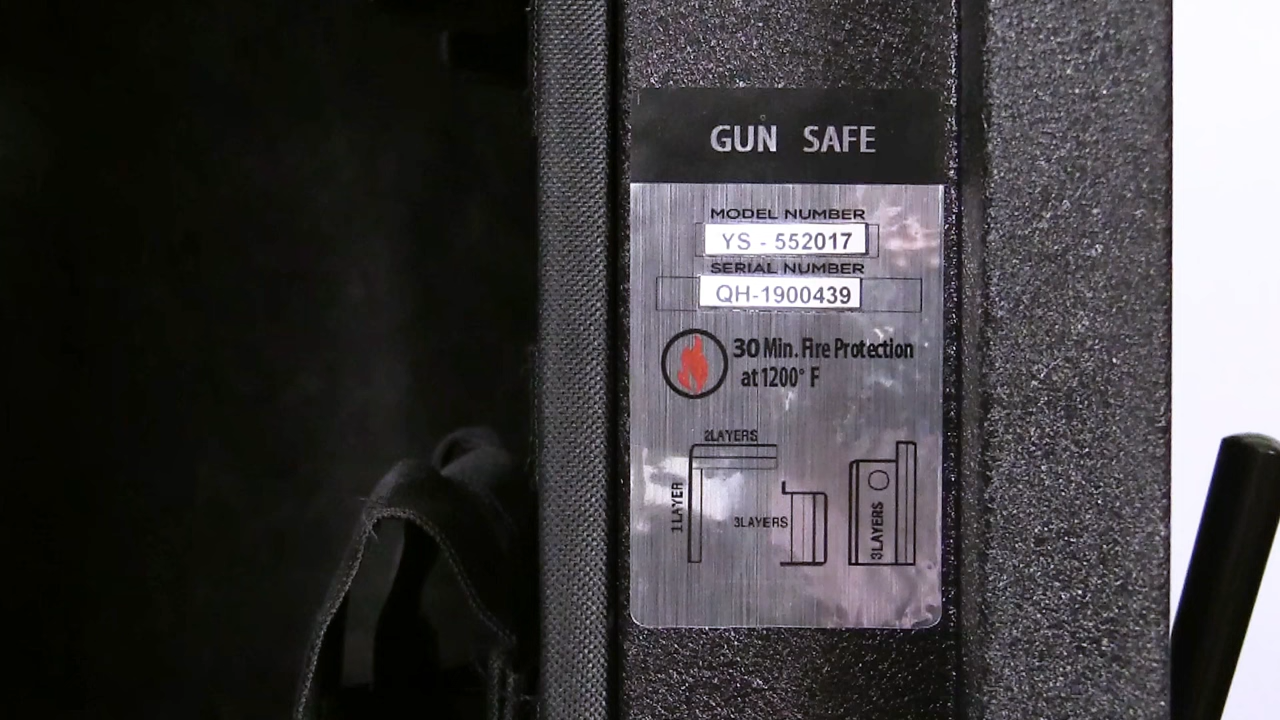 GUN SAFE
MODEL NUMBER
YS - 552017
SERIAL NUMBER
QH-1900439
30 Min. Fire Protection
at 1200° F
2LAYERS
1 LAYER
3LAYERS
3LAYERS